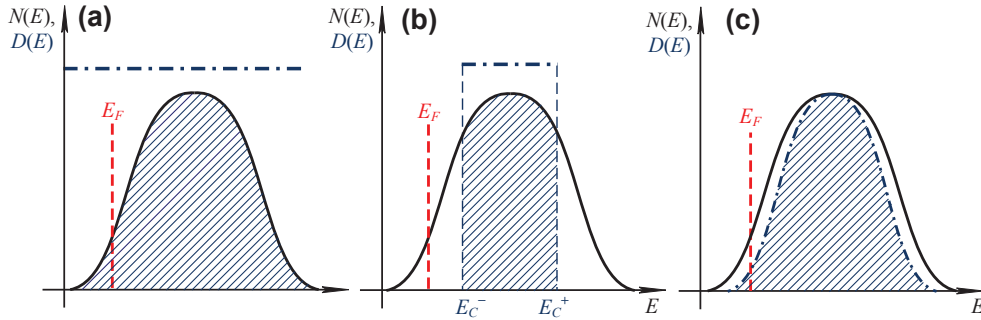 N(E), (a)
D(E)
E_F
N(E), (b)
D(E)
E_F
E_C^- E_C^+ E
N(E), (c)
D(E)
E_F
E